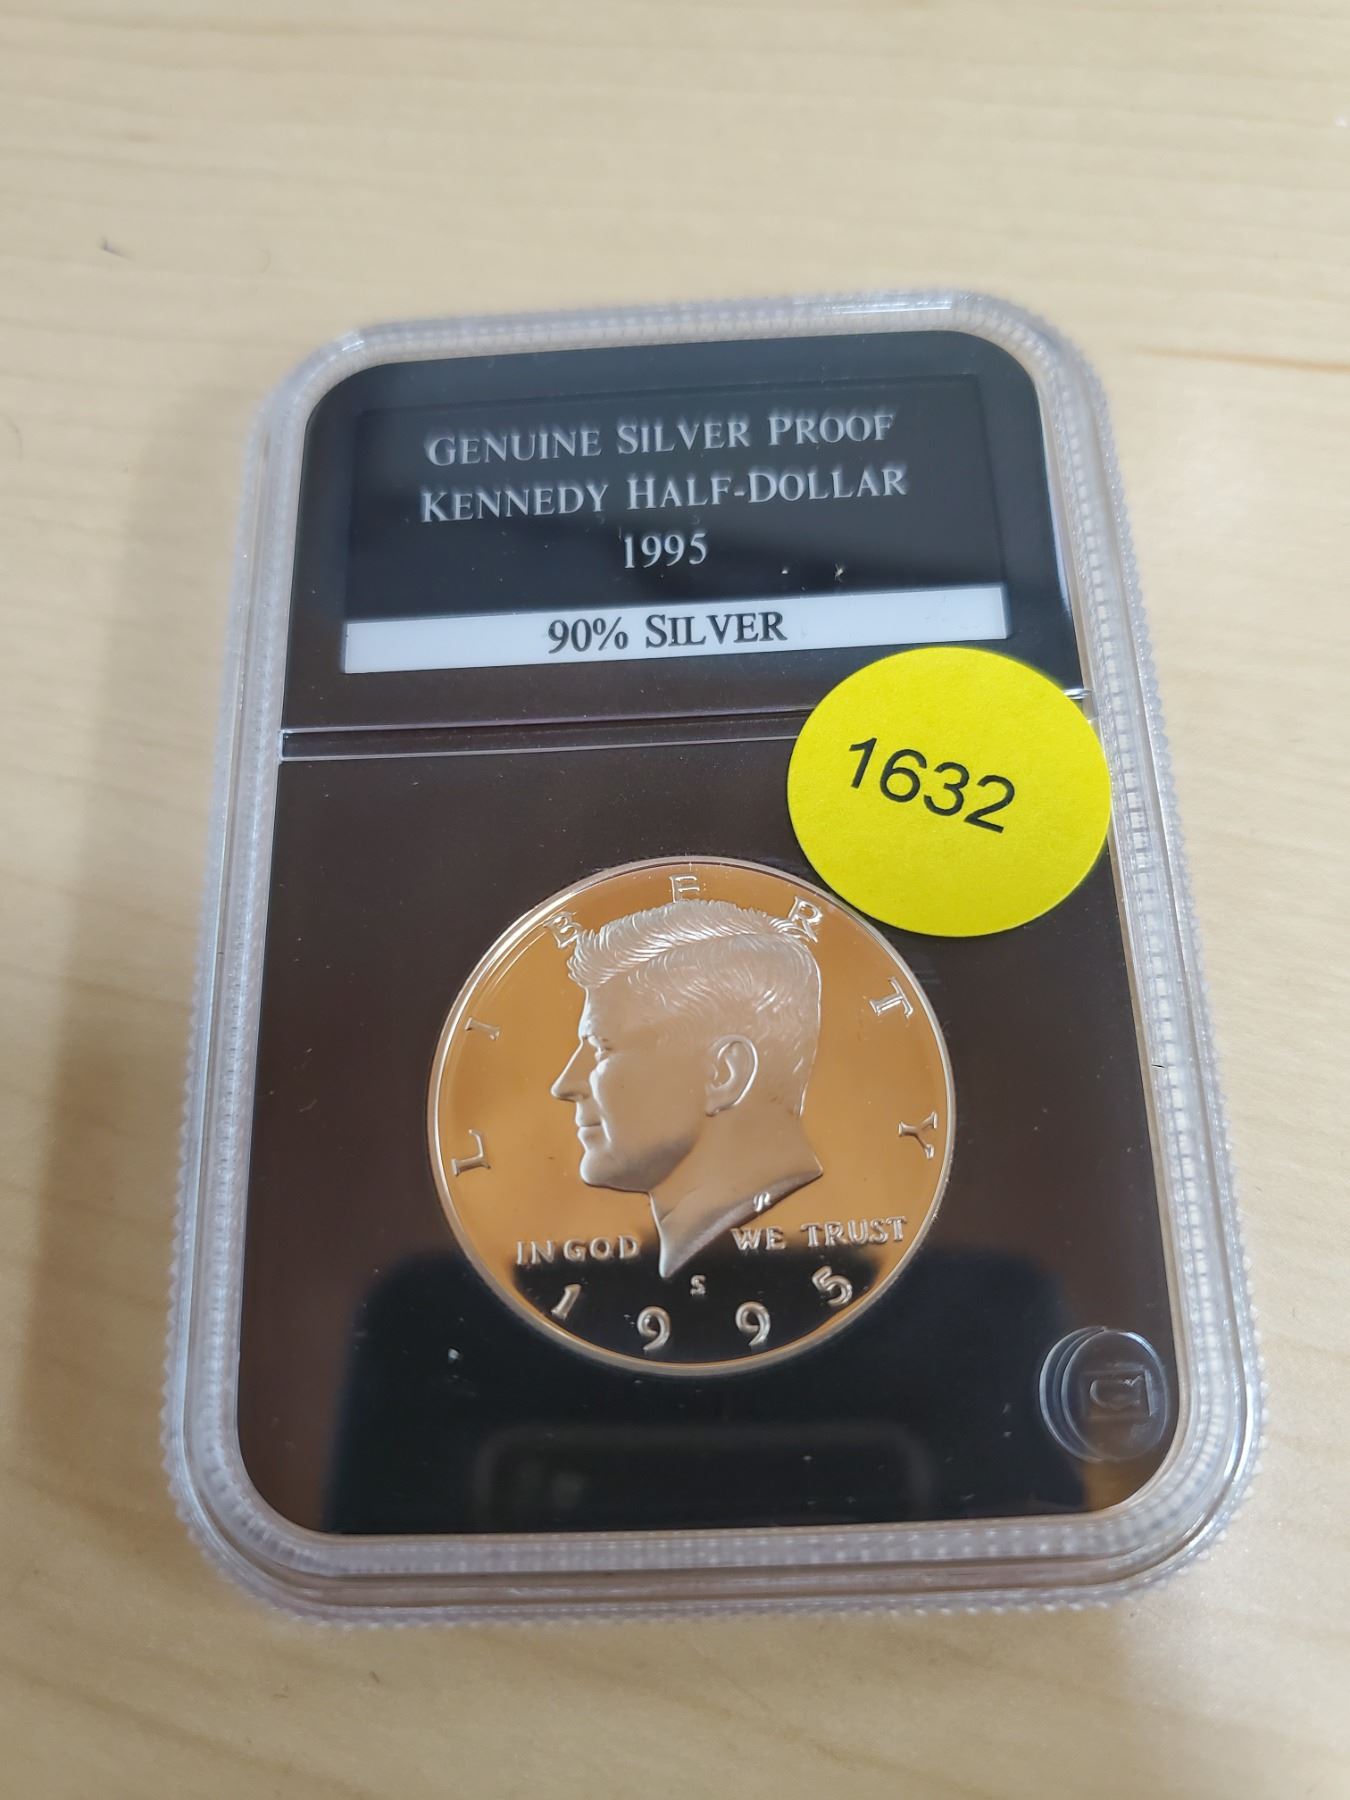 GENUINE SILVER PROOF
KENNEDY HALF-DOLLAR
1995
90% SILVER
1632
LIBERTY
IN GOD WE TRUST
S
1995